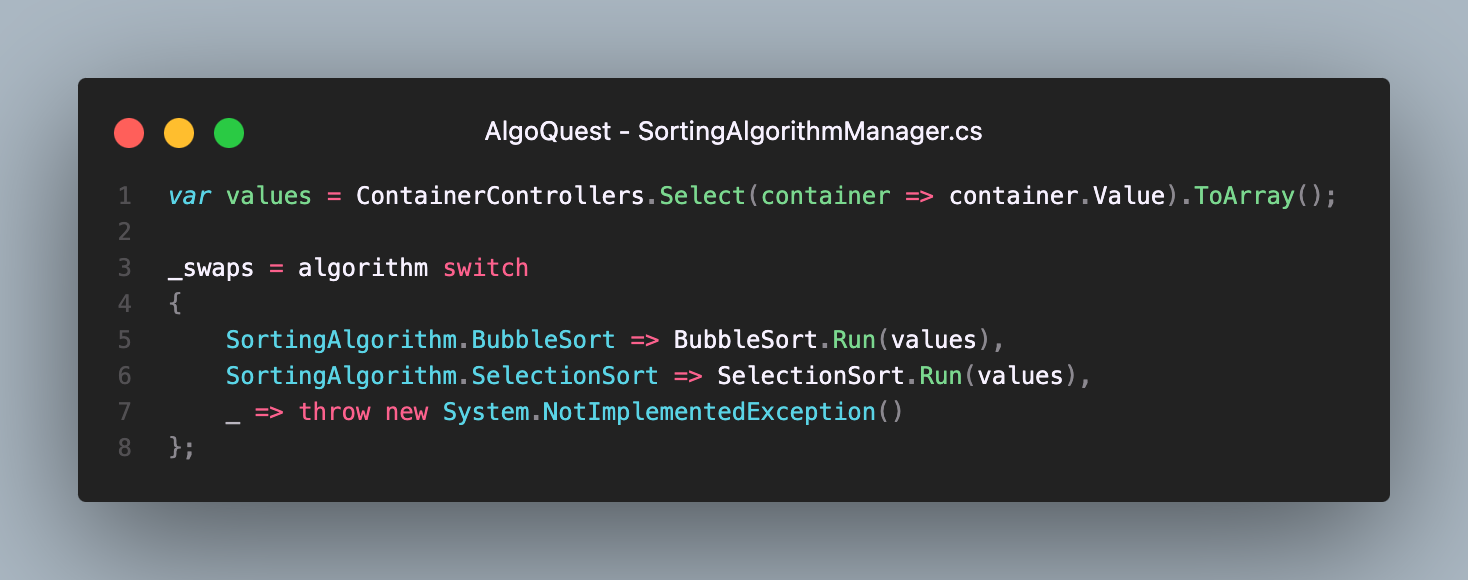 AlgoQuest - SortingAlgorithmManager.cs
1 var values = ContainerControllers.Select(container => container.Value).ToArray();
2
3 _swaps = algorithm switch
4 {
5     SortingAlgorithm.BubbleSort => BubbleSort.Run(values),
6     SortingAlgorithm.SelectionSort => SelectionSort.Run(values),
7     _ => throw new System.NotImplementedException()
8 };